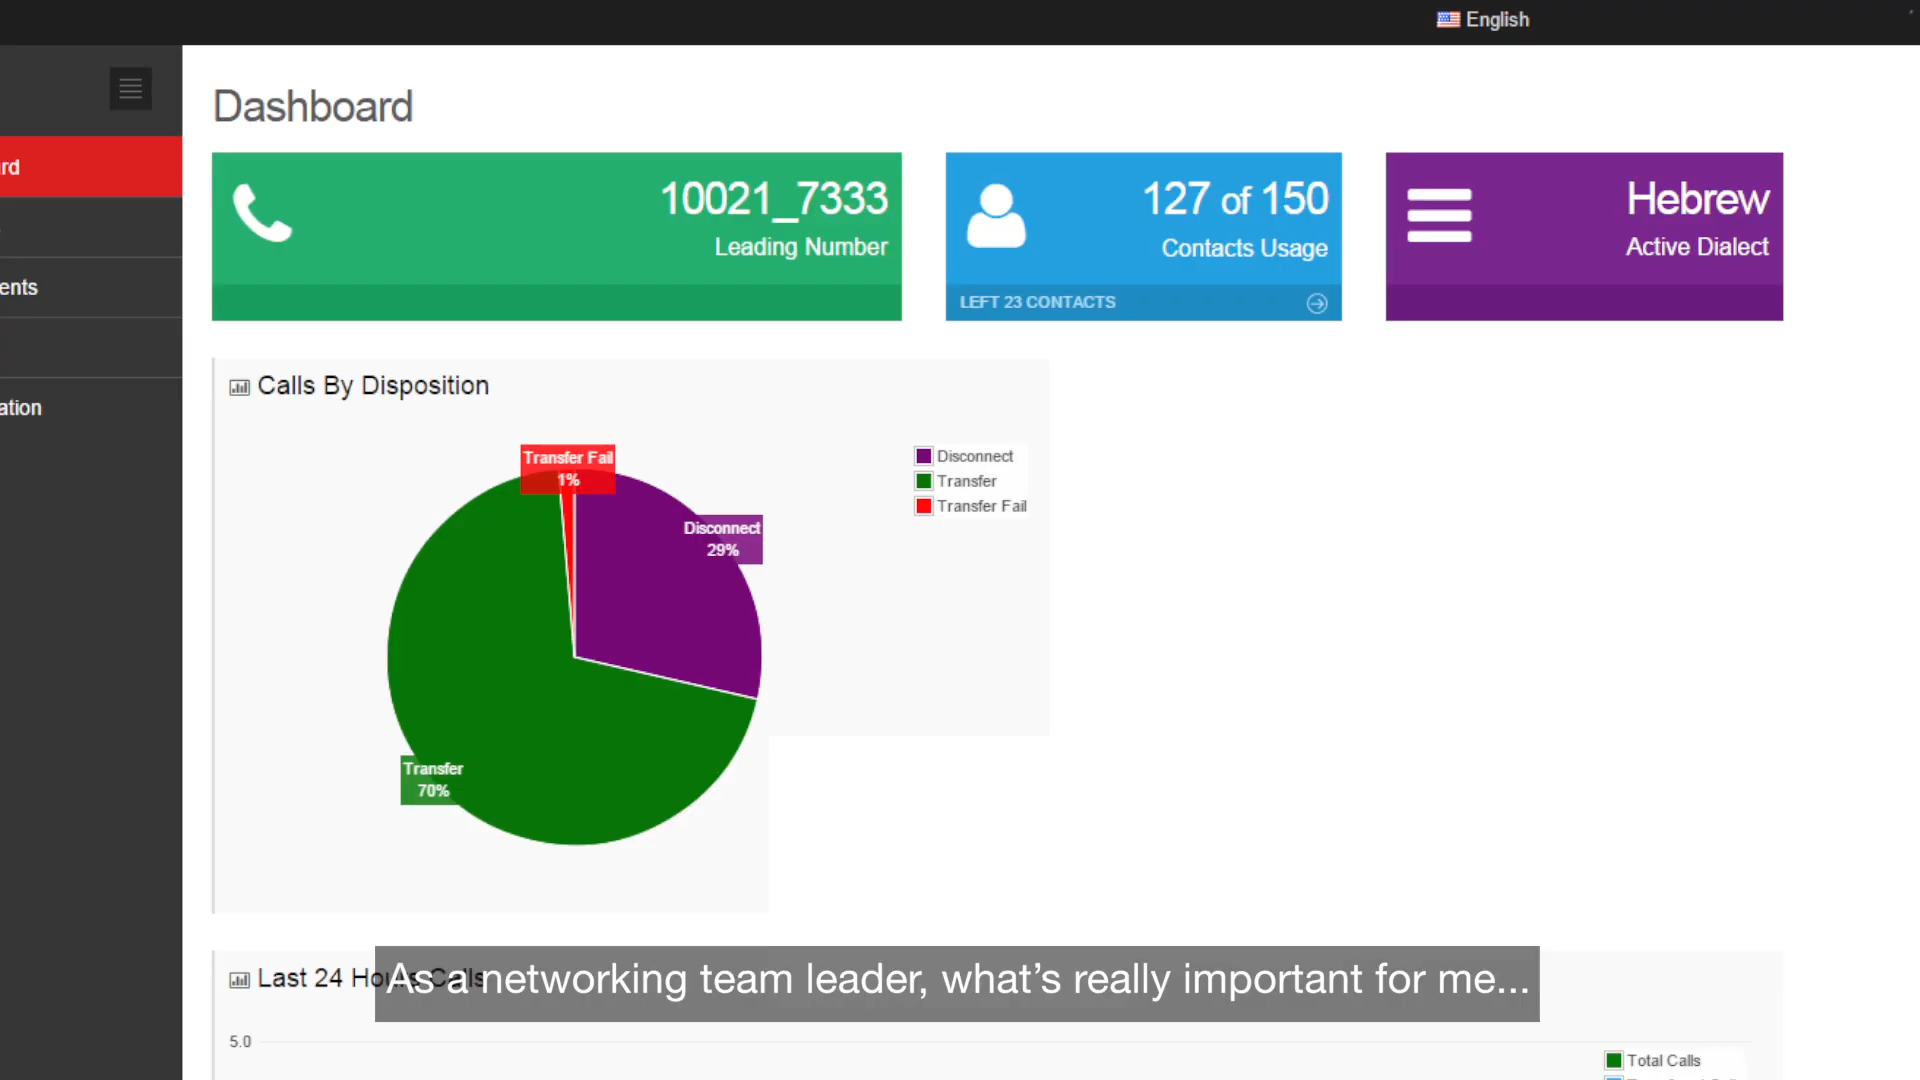 English
Dashboard
rd
ents
ation
10021_7333
Leading Number
127 of 150
Contacts Usage
LEFT 23 CONTACTS
Hebrew
Active Dialect
Calls By Disposition
Transfer Fail
1%
Disconnect
29%
Transfer
70%
Disconnect
Transfer
Transfer Fail
Last 24 Hours Calls
As a networking team leader, what’s really important for me...
5.0
Total Calls